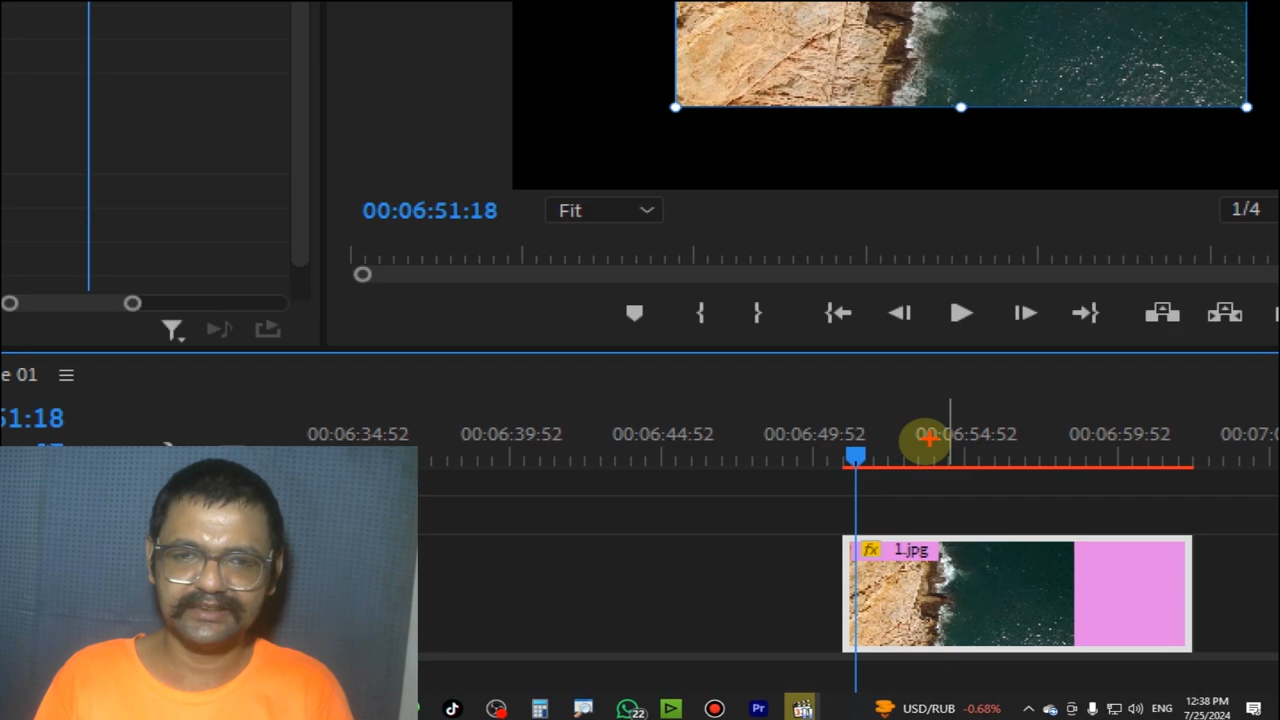 00:06:51:18
Fit
1/4
e 01
51:18
00:06:34:52
00:06:39:52
00:06:44:52
00:06:49:52
00:06:54:52
00:06:59:52
00:07:0
fx
1.jpg
22
Pr
USD/RUB -0.68%
ENG
12:38 PM
7/25/2024